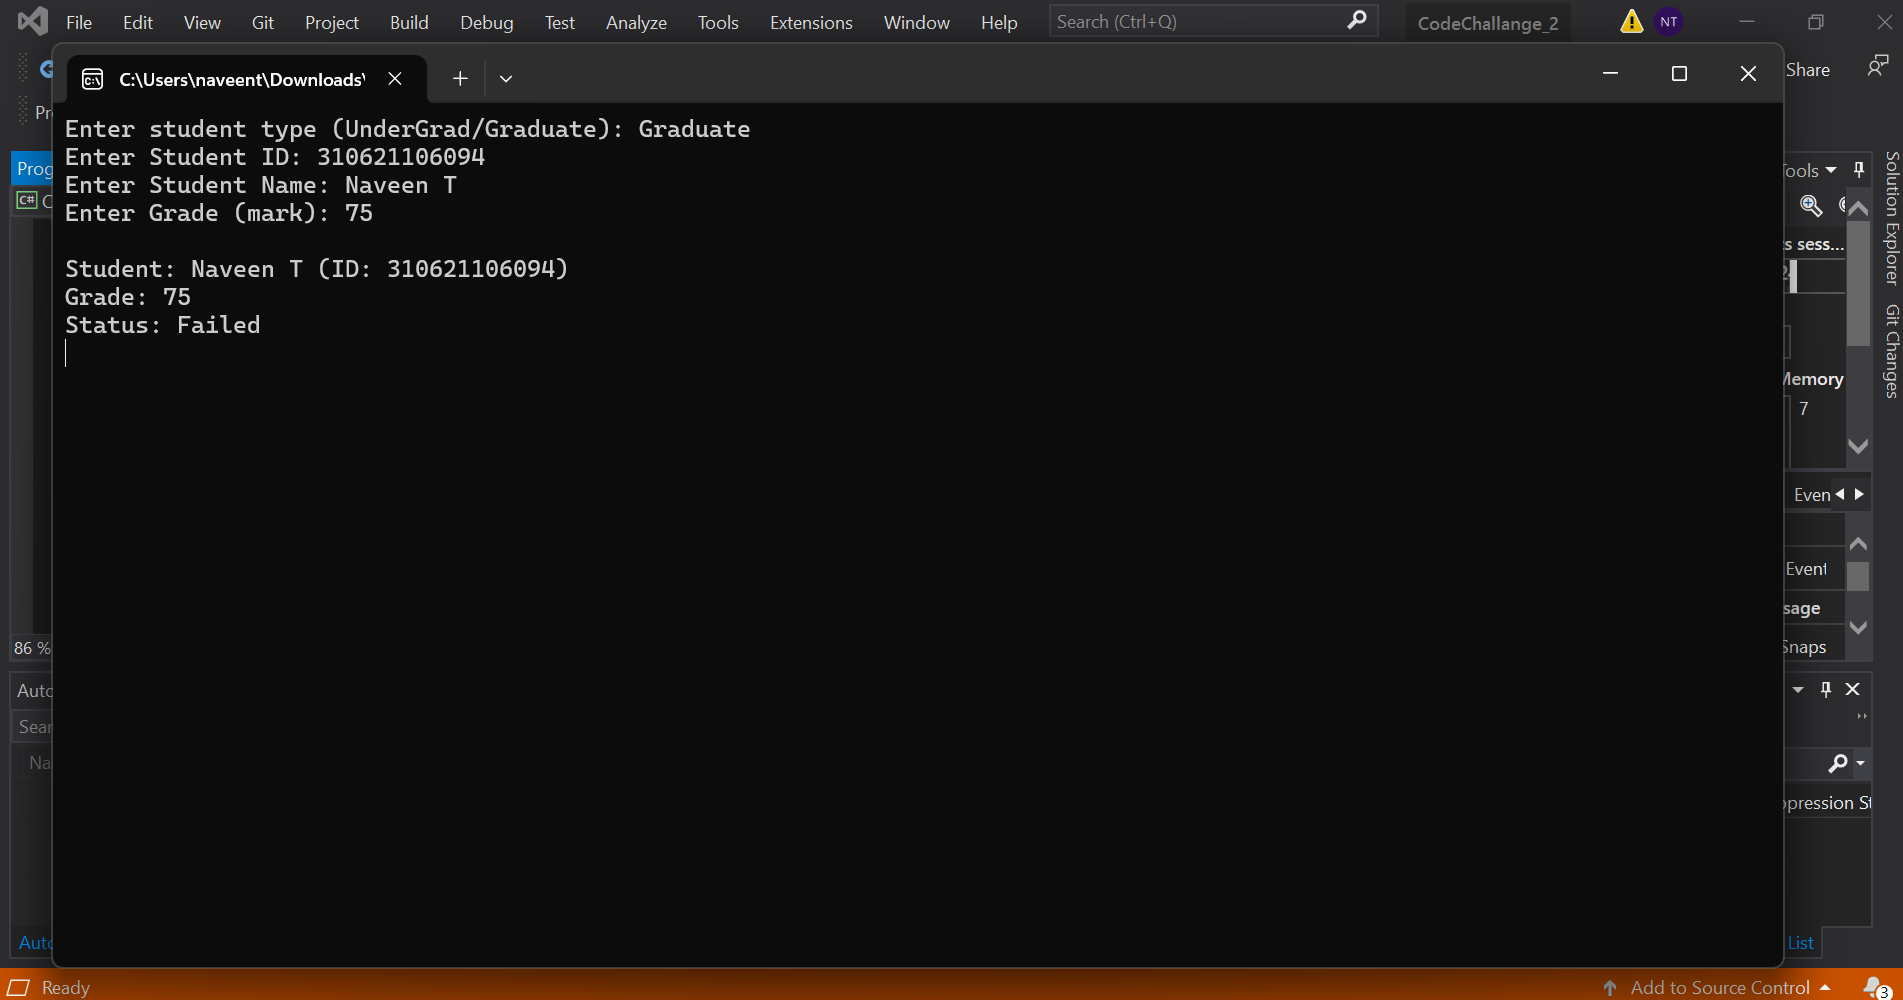 File Edit View Git Project Build Debug Test Analyze Tools Extensions Window Help Search (Ctrl+Q) CodeChallange_2 NT
C:\Users\naveent\Downloads\
Share
Enter student type (UnderGrad/Graduate): Graduate
Enter Student ID: 310621106094
Enter Student Name: Naveen T
Enter Grade (mark): 75
Student: Naveen T (ID: 310621106094)
Grade: 75
Status: Failed
Prog
C#
86 %
Auto
Sear
Na
Auto
Tools
s sess...
Memory
7
Even
Event
sage
Snaps
ppression St
List
Solution Explorer
Git Changes
Ready
Add to Source Control
3